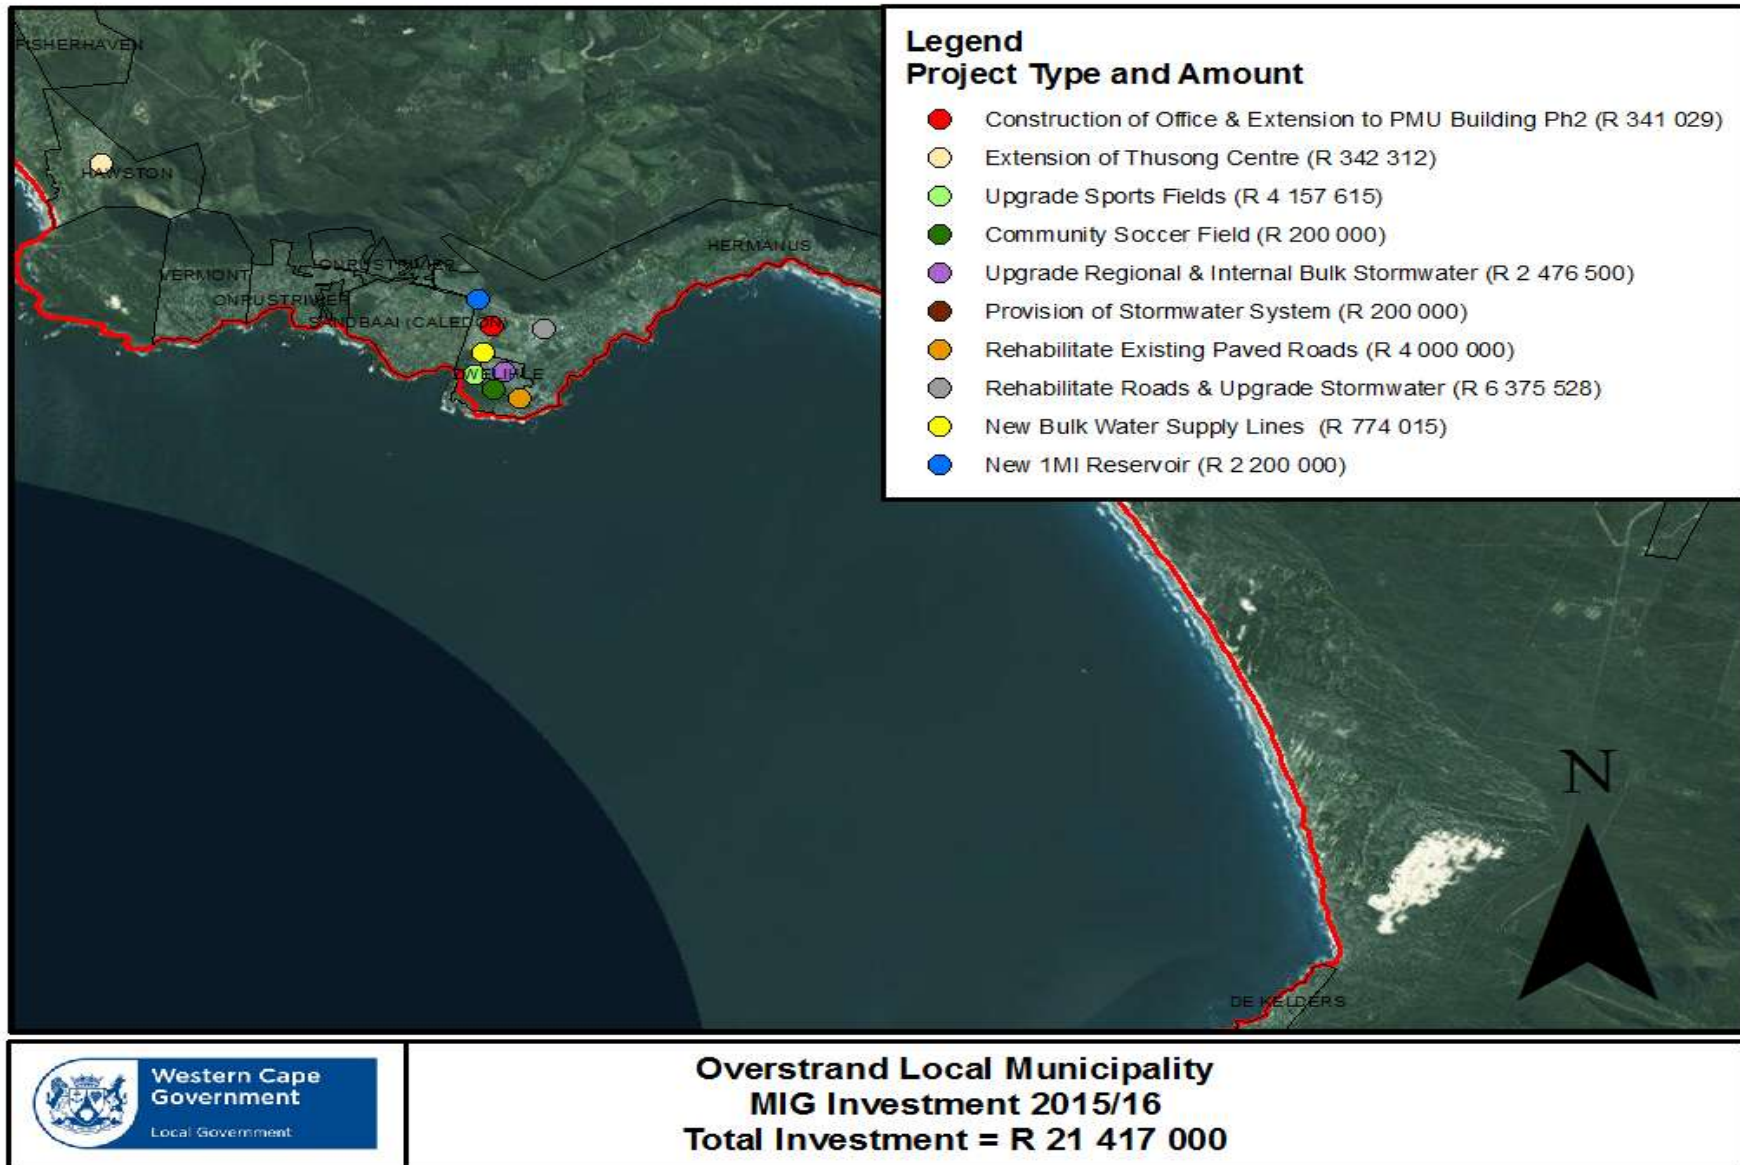 FISHERHAVEN
HAWSTON
VERMONT
ONRUSTRIVIER
ONRUSTRIVIER
SANDBAAI (CALEDON)
ZWELIHLE
HERMANUS
DE KELDERS
N
Legend
Project Type and Amount
Construction of Office & Extension to PMU Building Ph2 (R 341 029)
Extension of Thusong Centre (R 342 312)
Upgrade Sports Fields (R 4 157 615)
Community Soccer Field (R 200 000)
Upgrade Regional & Internal Bulk Stormwater (R 2 476 500)
Provision of Stormwater System (R 200 000)
Rehabilitate Existing Paved Roads (R 4 000 000)
Rehabilitate Roads & Upgrade Stormwater (R 6 375 528)
New Bulk Water Supply Lines (R 774 015)
New 1Ml Reservoir (R 2 200 000)
Western Cape
Government
Local Government
Overstrand Local Municipality
MIG Investment 2015/16
Total Investment = R 21 417 000